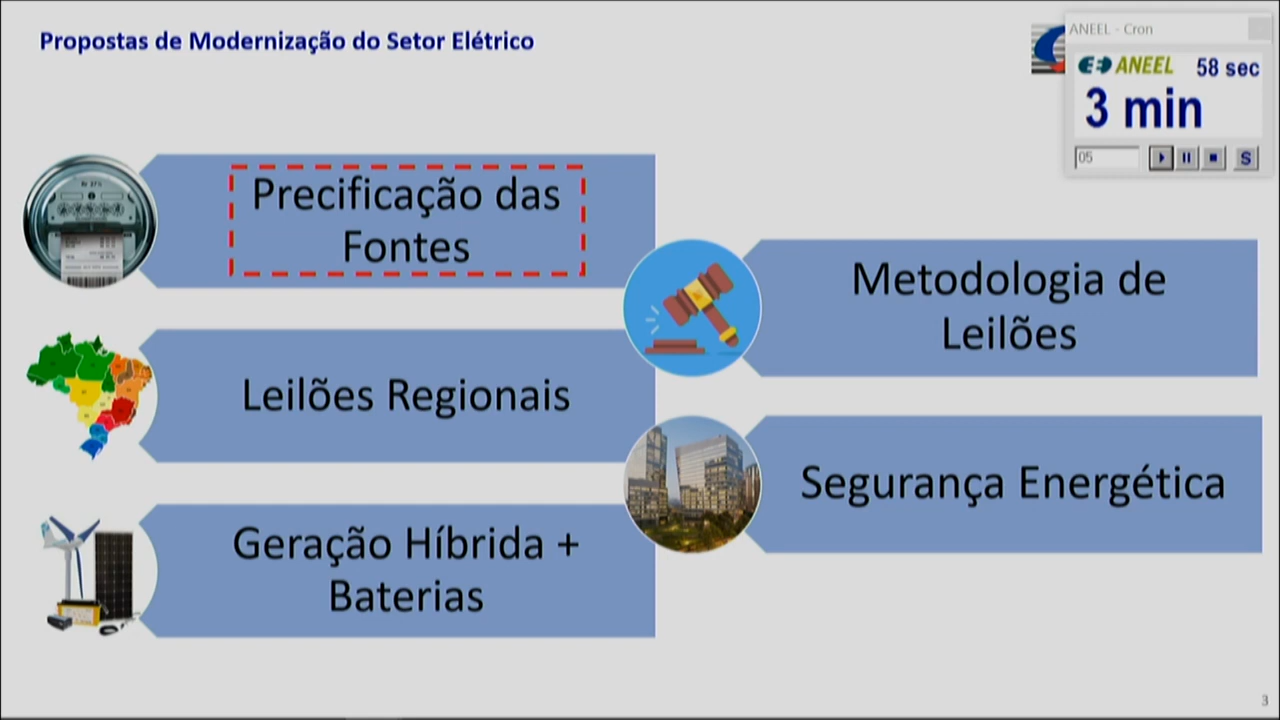 Propostas de Modernização do Setor Elétrico
ANEEL - Cron
ANEEL
58 sec
3 min
05
S
Precificação das
Fontes
Leilões Regionais
Geração Híbrida +
Baterias
Metodologia de
Leilões
Segurança Energética
3